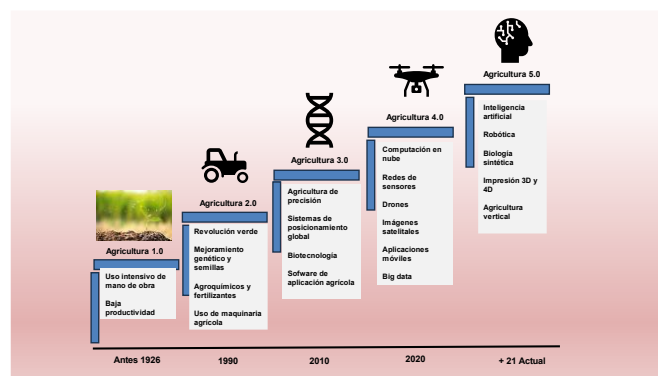 Agricultura 5.0
Inteligencia
artificial
Robótica
Biología
sintética
Impresión 3D y
4D
Agricultura
vertical
Agricultura 4.0
Computación en
nube
Redes de
sensores
Drones
Imágenes
satelitales
Aplicaciones
móviles
Big data
Agricultura 3.0
Agricultura de
precisión
Sistemas de
posicionamiento
global
Biotecnología
Sofware de
aplicación agrícola
Agricultura 2.0
Revolución verde
Mejoramiento
genético y
semillas
Agroquímicos y
fertilizantes
Uso de maquinaria
agrícola
Agricultura 1.0
Uso intensivo de
mano de obra
Baja
productividad
Antes 1926
1990
2010
2020
+ 21 Actual